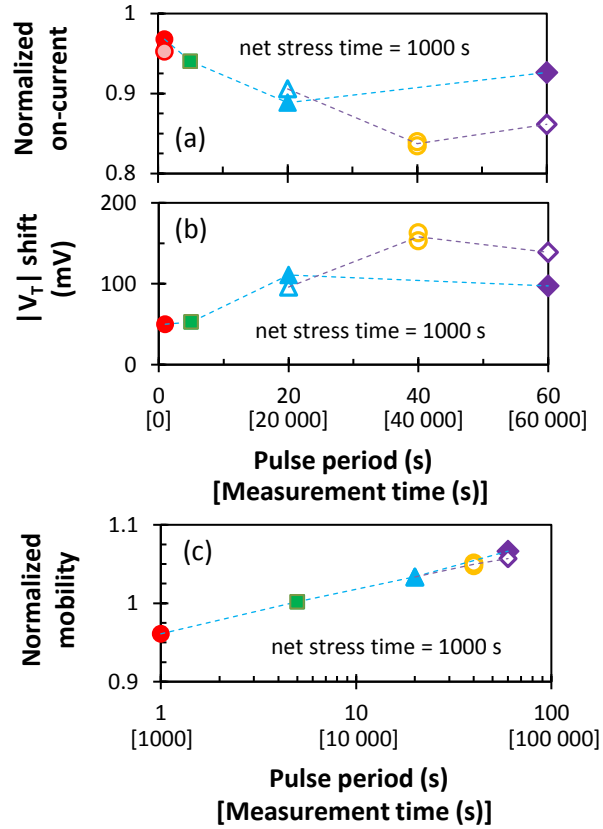 Normalized
on-current
1
0.9
0.8
net stress time = 1000 s
(a)
|VT| shift
(mV)
200
100
0
(b)
net stress time = 1000 s
0 20 40 60
[0] [20 000] [40 000] [60 000]
Pulse period (s)
[Measurement time (s)]
Normalized
mobility
1.1
1
0.9
(c)
net stress time = 1000 s
1 10 100
[1000] [10 000] [100 000]
Pulse period (s)
[Measurement time (s)]